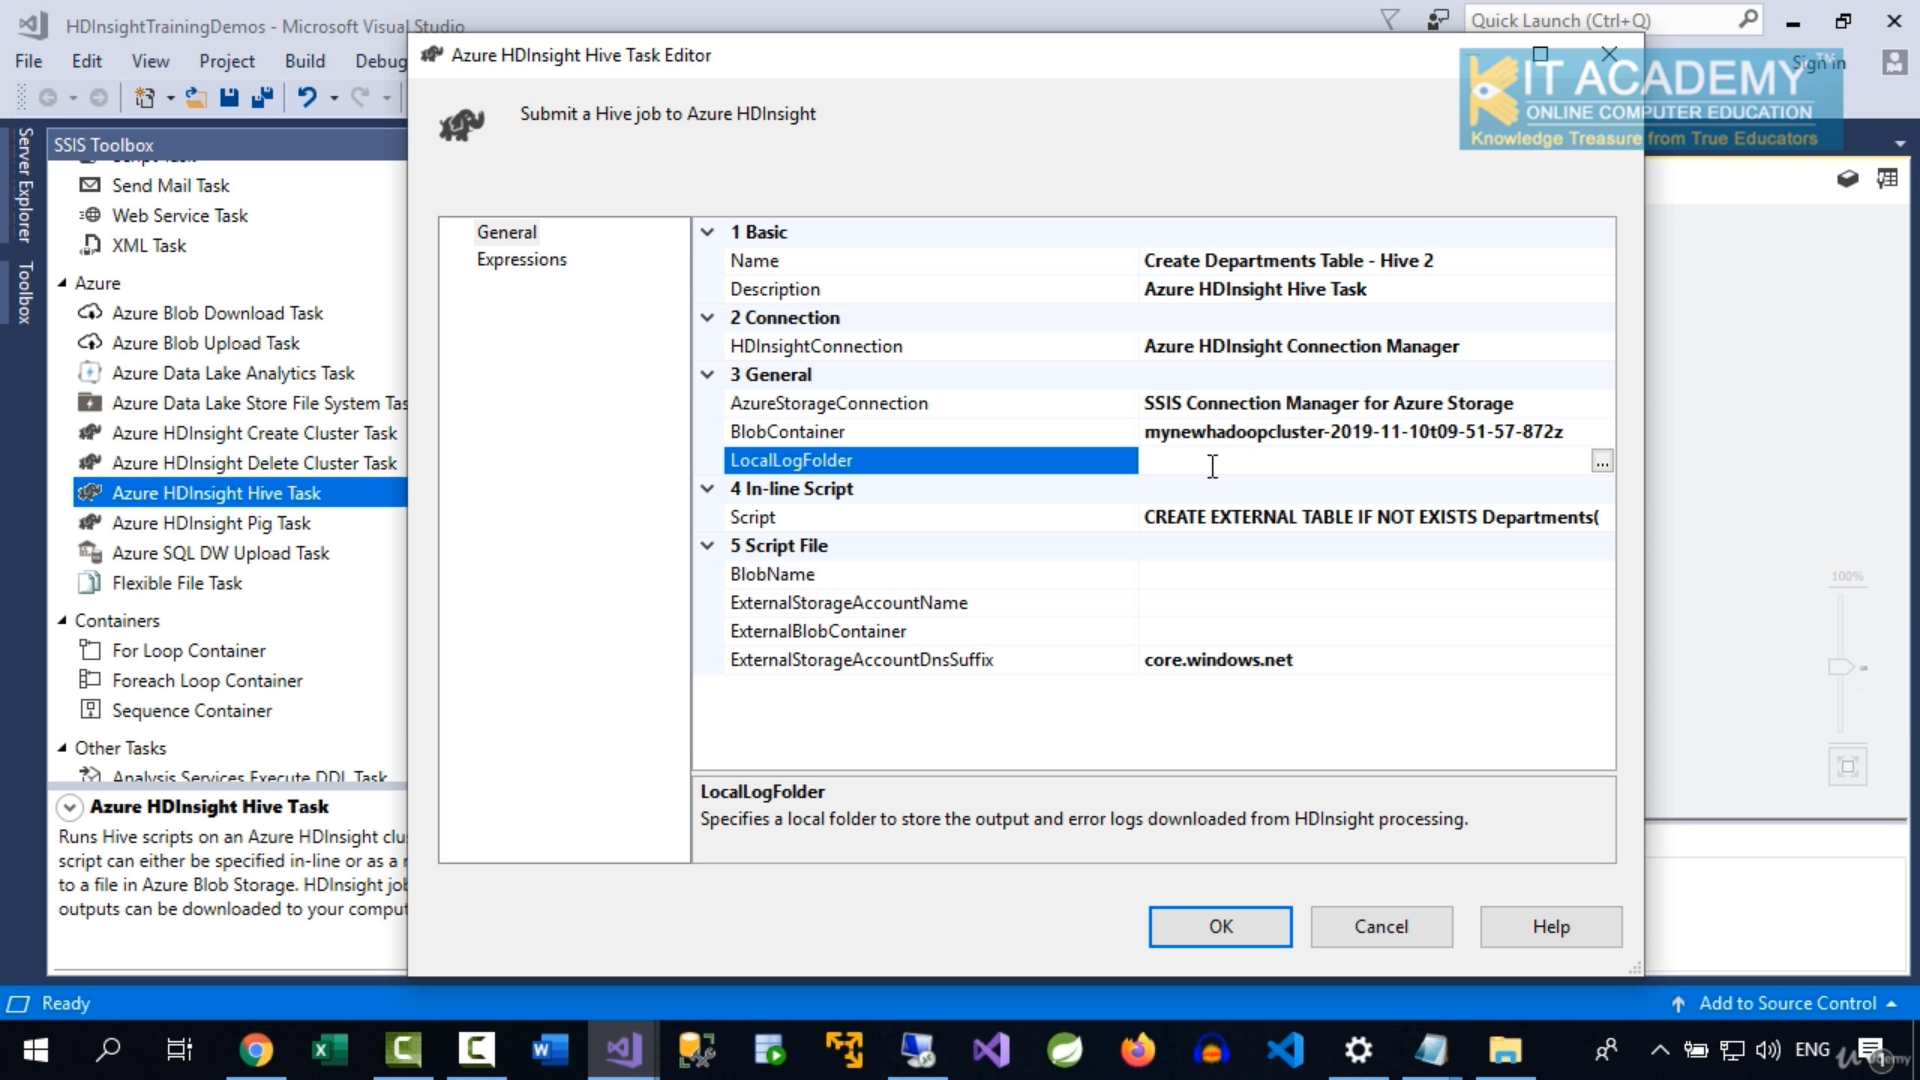 HDInsightTrainingDemos - Microsoft Visual Studio
Quick Launch (Ctrl+Q)
File Edit View Project Build Debug
Sign in
Azure HDInsight Hive Task Editor
Submit a Hive job to Azure HDInsight
KIT ACADEMY™
ONLINE COMPUTER EDUCATION
Knowledge Treasure from True Educators
Server Explorer
Toolbox
SSIS Toolbox
Script Task
Send Mail Task
Web Service Task
XML Task
Azure
Azure Blob Download Task
Azure Blob Upload Task
Azure Data Lake Analytics Task
Azure Data Lake Store File System Tas
Azure HDInsight Create Cluster Task
Azure HDInsight Delete Cluster Task
Azure HDInsight Hive Task
Azure HDInsight Pig Task
Azure SQL DW Upload Task
Flexible File Task
Containers
For Loop Container
Foreach Loop Container
Sequence Container
Other Tasks
Analysis Services Execute DDL Task
Azure HDInsight Hive Task
Runs Hive scripts on an Azure HDInsight clu
script can either be specified in-line or as a r
to a file in Azure Blob Storage. HDInsight job
outputs can be downloaded to your comput
General
Expressions
1 Basic
Name Create Departments Table - Hive 2
Description Azure HDInsight Hive Task
2 Connection
HDInsightConnection Azure HDInsight Connection Manager
3 General
AzureStorageConnection SSIS Connection Manager for Azure Storage
BlobContainer mynewhadoopcluster-2019-11-10t09-51-57-872z
LocalLogFolder ...
4 In-line Script
Script CREATE EXTERNAL TABLE IF NOT EXISTS Departments(
5 Script File
BlobName
ExternalStorageAccountName
ExternalBlobContainer
ExternalStorageAccountDnsSuffix core.windows.net
LocalLogFolder
Specifies a local folder to store the output and error logs downloaded from HDInsight processing.
OK Cancel Help
100%
Ready
Add to Source Control
ENG
udemy